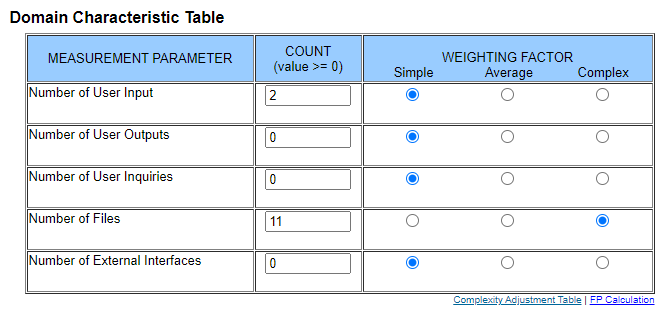 Domain Characteristic Table
MEASUREMENT PARAMETER
COUNT
(value >= 0)
WEIGHTING FACTOR
Simple Average Complex
Number of User Input 2
Number of User Outputs 0
Number of User Inquiries 0
Number of Files 11
Number of External Interfaces 0
Complexity Adjustment Table | FP Calculation